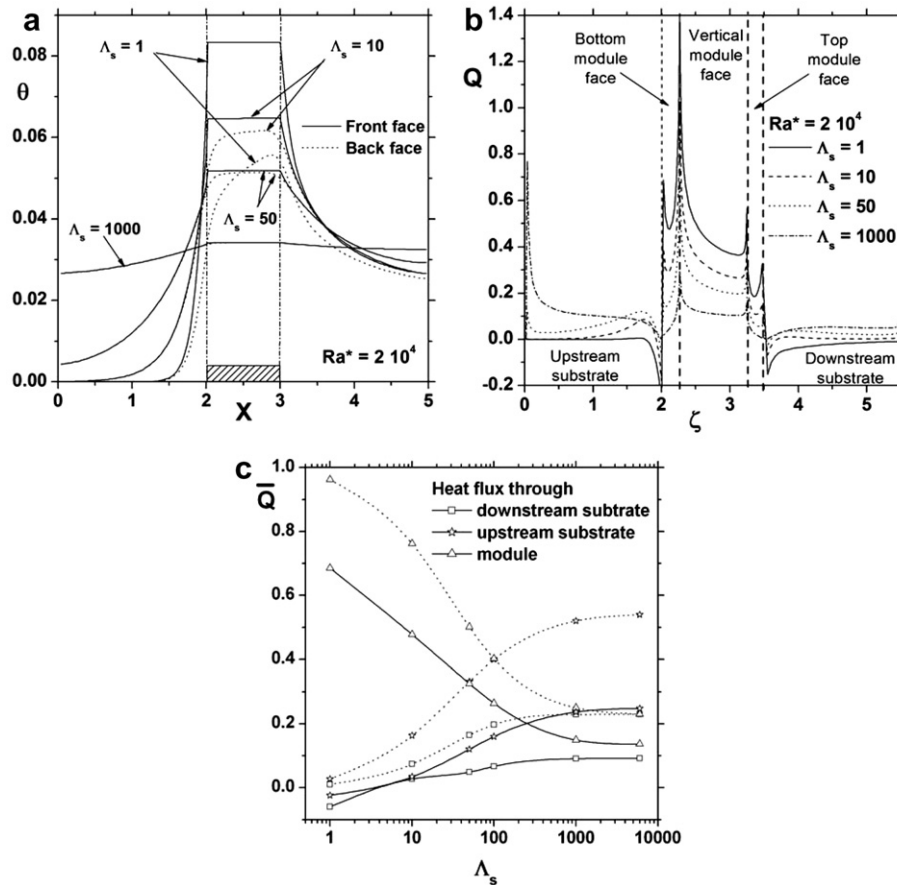 a
Λs = 1
Λs = 10
θ
Front face
Back face
Λs = 50
Λs = 1000
Ra* = 2 10⁴
0.08
0.06
0.04
0.02
0.00
0 1 2 3 4 5
X
b
Q
1.4
1.2
1.0
0.8
0.6
0.4
0.2
0.0
-0.2
Bottom
module
face
Vertical
module
face
Top
module
face
Ra* = 2 10⁴
Λs = 1
Λs = 10
Λs = 50
Λs = 1000
Upstream
substrate
Downstream
substrate
0 1 2 3 4 5
ζ
c
Q̅
1.0
0.8
0.6
0.4
0.2
0.0
Heat flux through
downstream subtrate
upstream substrate
module
1 10 100 1000 10000
Λs